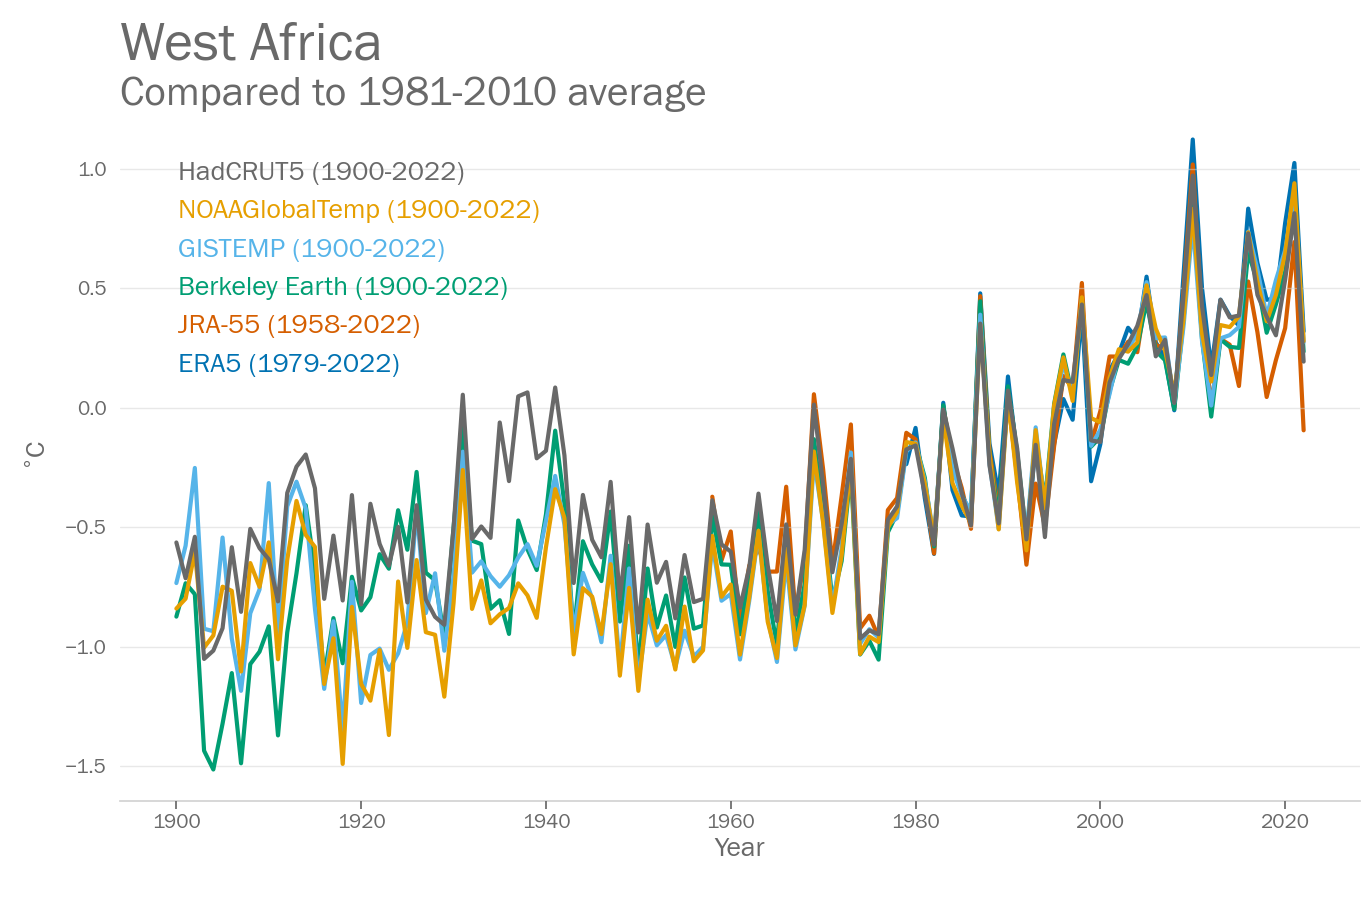 West Africa
Compared to 1981-2010 average
HadCRUT5 (1900-2022)
NOAAGlobalTemp (1900-2022)
GISTEMP (1900-2022)
Berkeley Earth (1900-2022)
JRA-55 (1958-2022)
ERA5 (1979-2022)
1.0
0.5
0.0
−0.5
−1.0
−1.5
°C
1900 1920 1940 1960 1980 2000 2020
Year